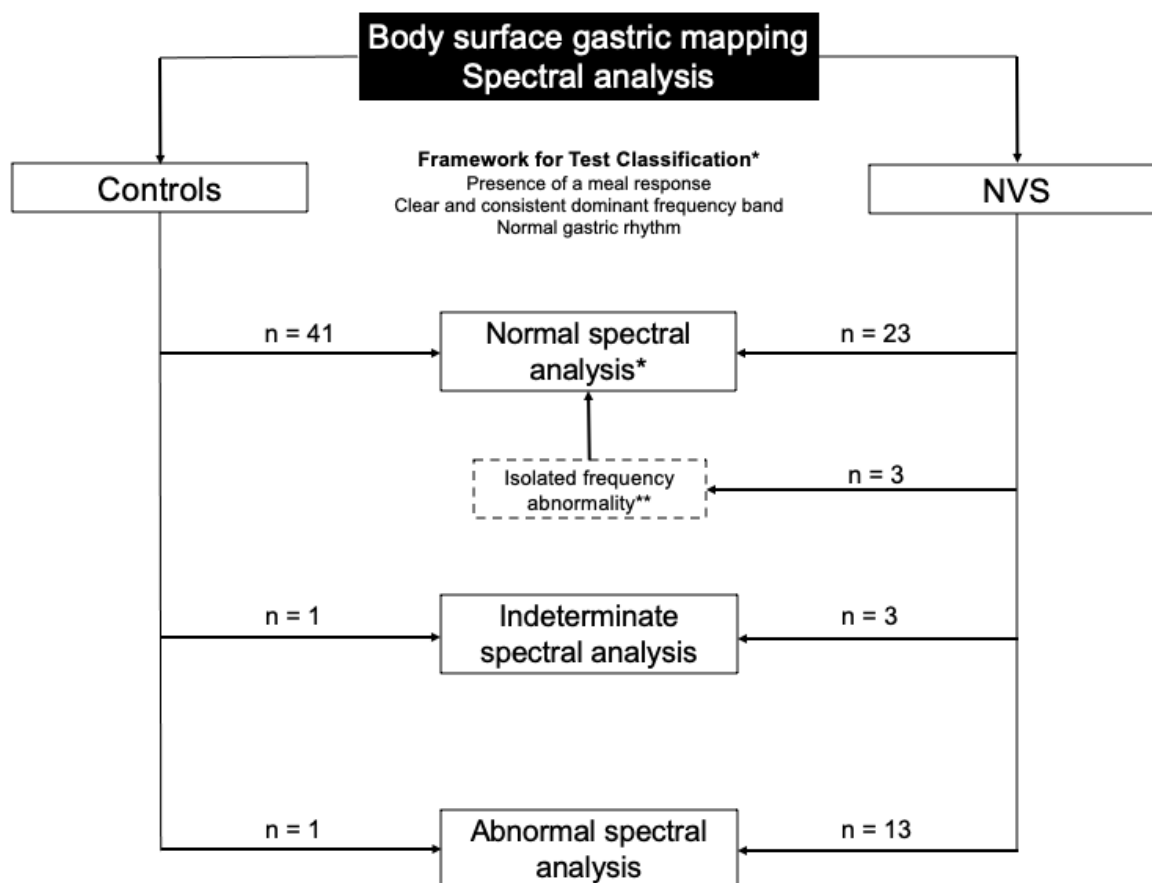 Body surface gastric mapping
Spectral analysis
Framework for Test Classification*
Presence of a meal response
Clear and consistent dominant frequency band
Normal gastric rhythm
Controls
NVS
n = 41
Normal spectral
analysis*
n = 23
Isolated frequency
abnormality**
n = 3
n = 1
Indeterminate
spectral analysis
n = 3
n = 1
Abnormal spectral
analysis
n = 13